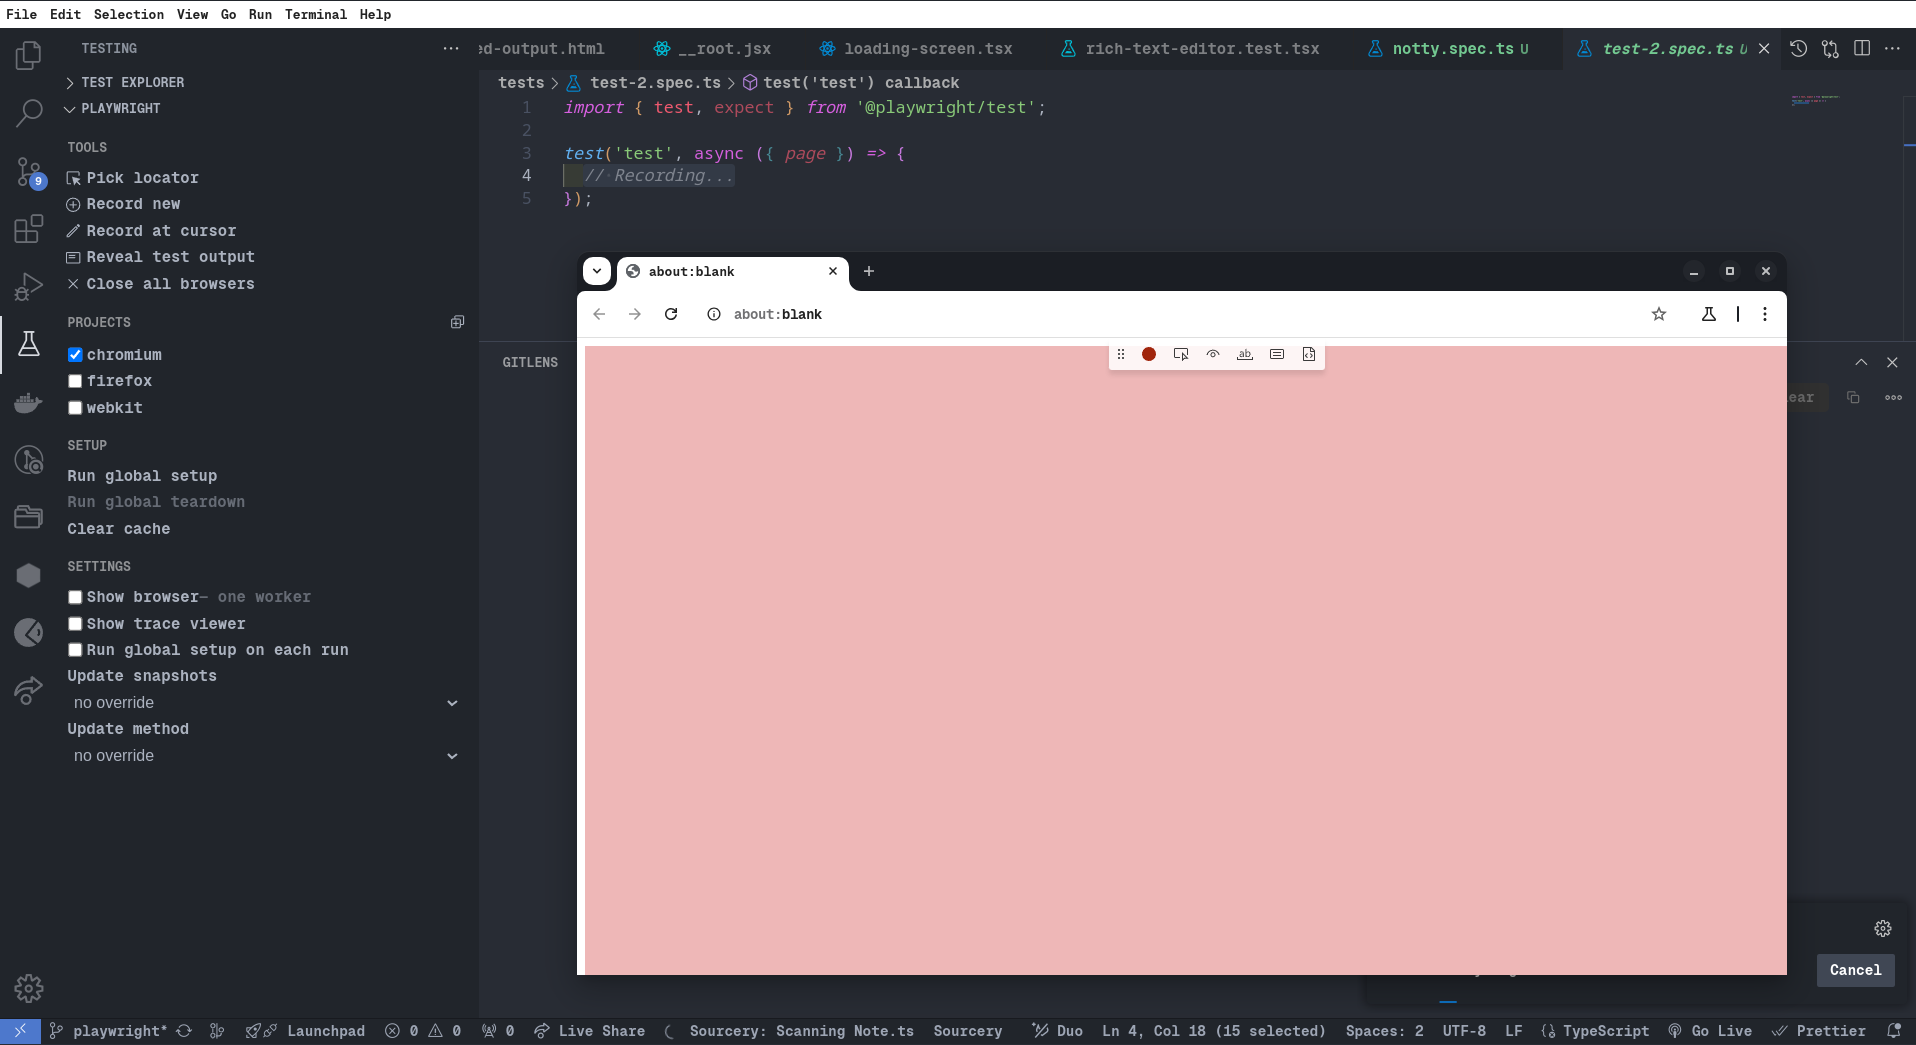 File Edit Selection View Go Run Terminal Help
TESTING
TEST EXPLORER
PLAYWRIGHT
TOOLS
Pick locator
Record new
Record at cursor
Reveal test output
Close all browsers
PROJECTS
chromium
firefox
webkit
SETUP
Run global setup
Run global teardown
Clear cache
SETTINGS
Show browser— one worker
Show trace viewer
Run global setup on each run
Update snapshots
no override
Update method
no override
9
ed-output.html __root.jsx loading-screen.tsx rich-text-editor.test.tsx notty.spec.ts U test-2.spec.ts U
tests > test-2.spec.ts > test('test') callback
1 import { test, expect } from '@playwright/test';
2
3 test('test', async ({ page }) => {
4 // Recording...
5 });
about:blank
about:blank
ab
GITLENS
ear
Cancel
playwright* Launchpad 0 0 0 Live Share Sourcery: Scanning Note.ts Sourcery Duo Ln 4, Col 18 (15 selected) Spaces: 2 UTF-8 LF TypeScript Go Live Prettier